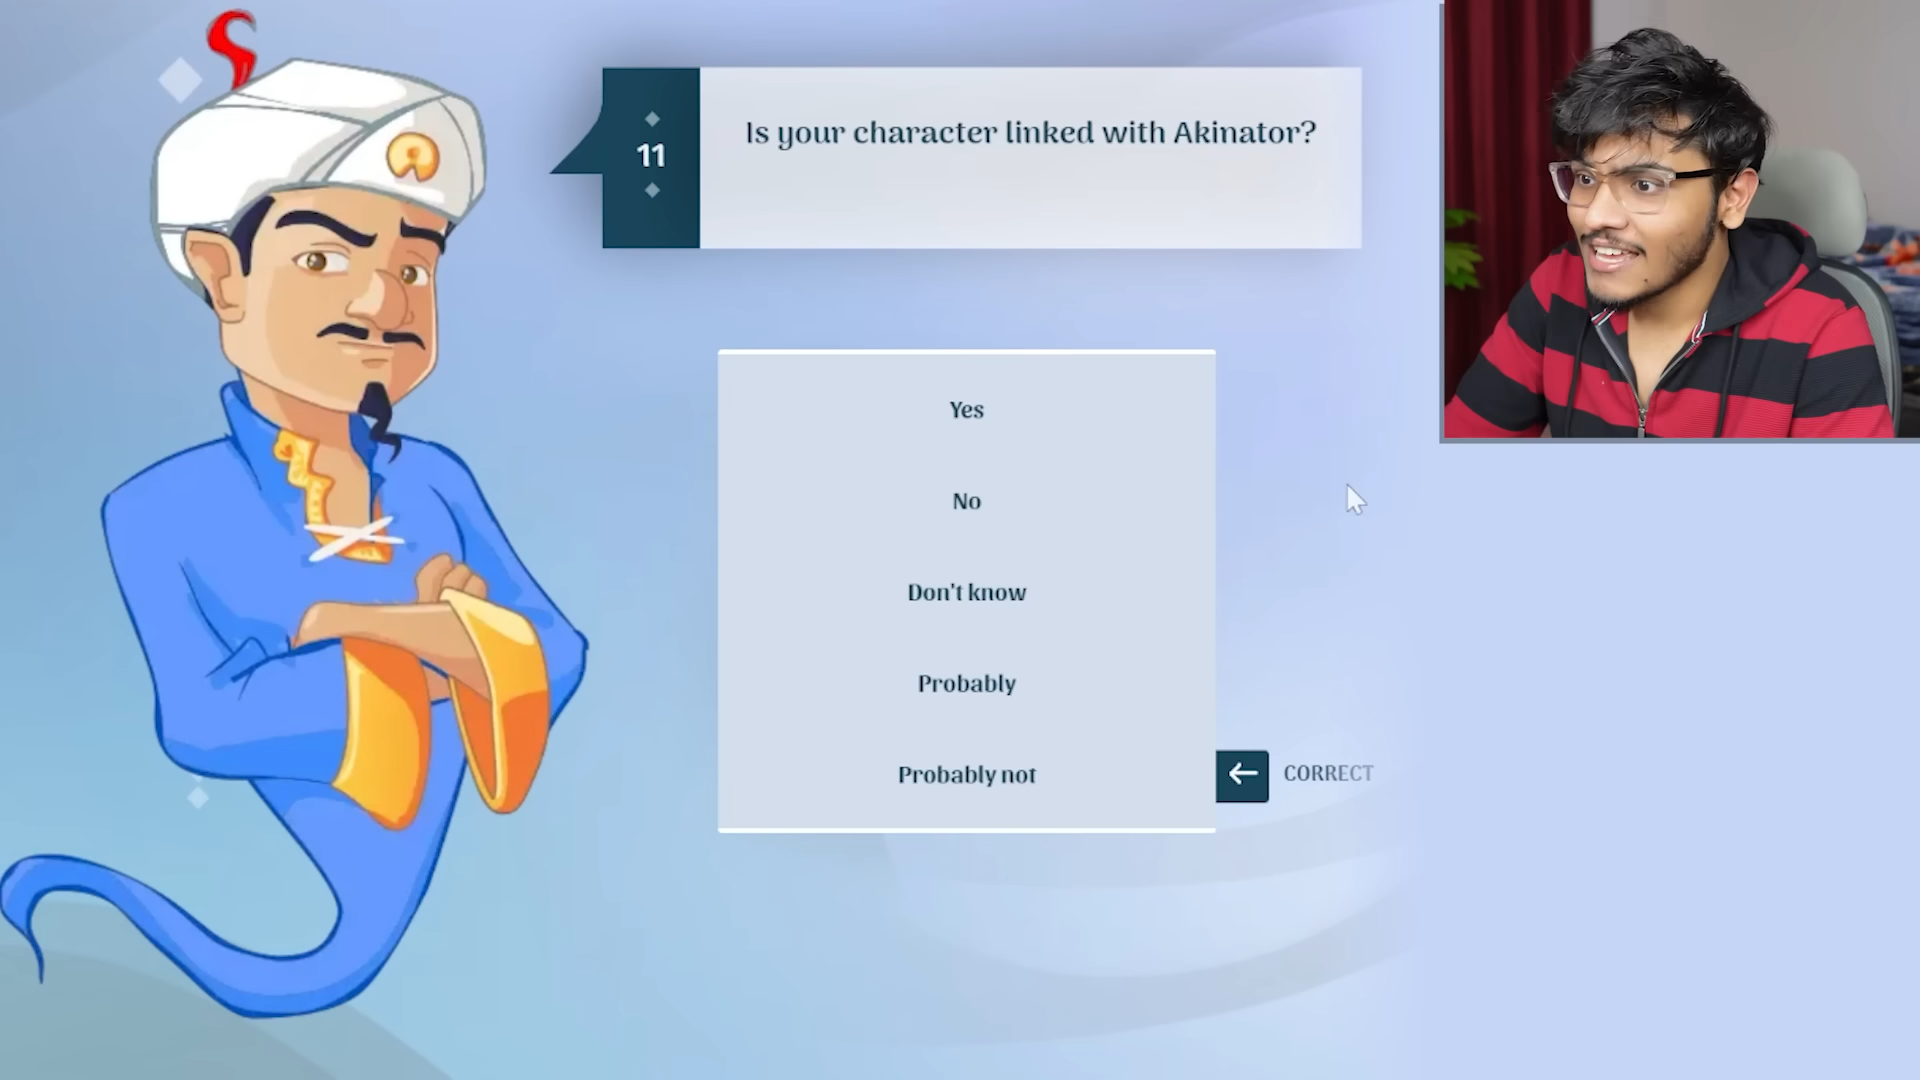 11
Is your character linked with Akinator?
Yes
No
Don't know
Probably
Probably not
CORRECT